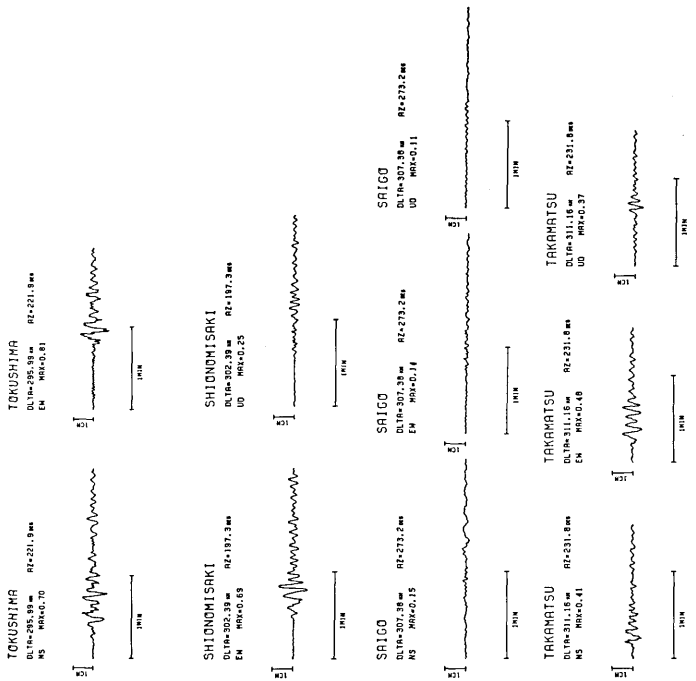 TOKUSHIMA
DLTA=295.99 KM AZ=221.9 DEG
NS MAX=0.70
1CM
1MIN
TOKUSHIMA
DLTA=295.99 KM AZ=221.9 DEG
EW MAX=0.81
1CM
1MIN
SHIONOMISAKI
DLTA=302.39 KM AZ=197.3 DEG
EW MAX=0.69
1CM
1MIN
SHIONOMISAKI
DLTA=302.39 KM AZ=197.3 DEG
UD MAX=0.25
1CM
1MIN
SAIGO
DLTA=307.38 KM AZ=273.2 DEG
NS MAX=0.15
1CM
1MIN
SAIGO
DLTA=307.38 KM AZ=273.2 DEG
EW MAX=0.14
1CM
1MIN
SAIGO
DLTA=307.38 KM AZ=273.2 DEG
UD MAX=0.11
1CM
1MIN
TAKAMATSU
DLTA=311.16 KM AZ=231.8 DEG
NS MAX=0.41
1CM
1MIN
TAKAMATSU
DLTA=311.16 KM AZ=231.8 DEG
EW MAX=0.48
1CM
1MIN
TAKAMATSU
DLTA=311.16 KM AZ=231.8 DEG
UD MAX=0.37
1CM
1MIN